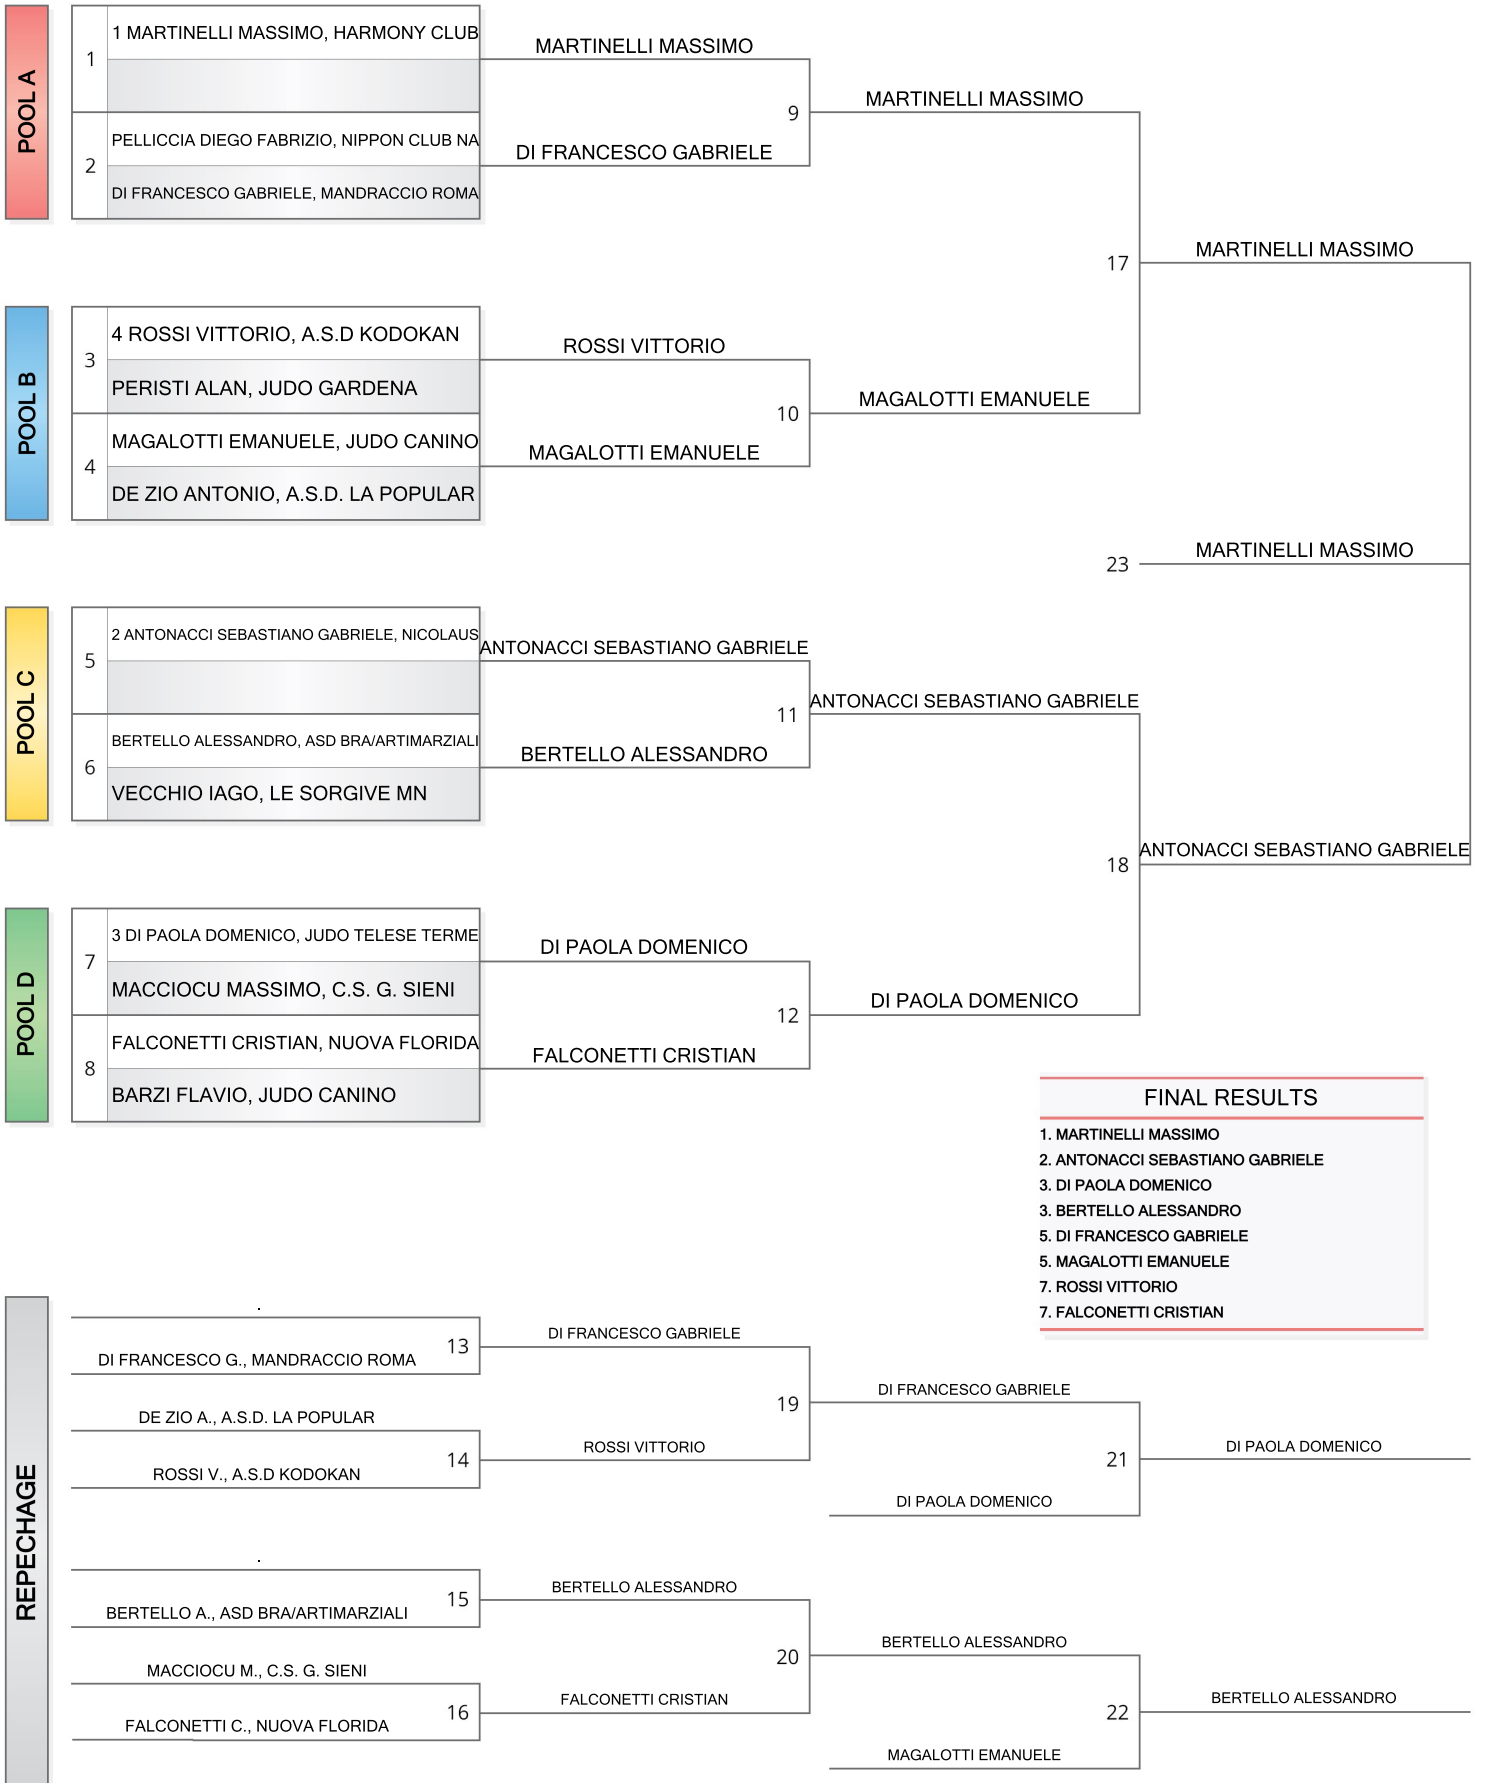 POOL A
1
1 MARTINELLI MASSIMO, HARMONY CLUB
2
PELLICCIA DIEGO FABRIZIO, NIPPON CLUB NA
DI FRANCESCO GABRIELE, MANDRACCIO ROMA
MARTINELLI MASSIMO
DI FRANCESCO GABRIELE
9
MARTINELLI MASSIMO
POOL B
3
4 ROSSI VITTORIO, A.S.D KODOKAN
PERISTI ALAN, JUDO GARDENA
4
MAGALOTTI EMANUELE, JUDO CANINO
DE ZIO ANTONIO, A.S.D. LA POPULAR
ROSSI VITTORIO
MAGALOTTI EMANUELE
10
MAGALOTTI EMANUELE
17
MARTINELLI MASSIMO
23
MARTINELLI MASSIMO
POOL C
5
2 ANTONACCI SEBASTIANO GABRIELE, NICOLAUS
6
BERTELLO ALESSANDRO, ASD BRA/ARTIMARZIALI
VECCHIO IAGO, LE SORGIVE MN
ANTONACCI SEBASTIANO GABRIELE
BERTELLO ALESSANDRO
11
ANTONACCI SEBASTIANO GABRIELE
POOL D
7
3 DI PAOLA DOMENICO, JUDO TELESE TERME
MACCIOCU MASSIMO, C.S. G. SIENI
8
FALCONETTI CRISTIAN, NUOVA FLORIDA
BARZI FLAVIO, JUDO CANINO
DI PAOLA DOMENICO
FALCONETTI CRISTIAN
12
DI PAOLA DOMENICO
18
ANTONACCI SEBASTIANO GABRIELE
FINAL RESULTS
1. MARTINELLI MASSIMO
2. ANTONACCI SEBASTIANO GABRIELE
3. DI PAOLA DOMENICO
3. BERTELLO ALESSANDRO
5. DI FRANCESCO GABRIELE
5. MAGALOTTI EMANUELE
7. ROSSI VITTORIO
7. FALCONETTI CRISTIAN
REPECHAGE
.
DI FRANCESCO G., MANDRACCIO ROMA
13
DE ZIO A., A.S.D. LA POPULAR
ROSSI V., A.S.D KODOKAN
14
DI FRANCESCO GABRIELE
ROSSI VITTORIO
19
DI FRANCESCO GABRIELE
DI PAOLA DOMENICO
21
DI PAOLA DOMENICO
.
BERTELLO A., ASD BRA/ARTIMARZIALI
15
MACCIOCU M., C.S. G. SIENI
FALCONETTI C., NUOVA FLORIDA
16
BERTELLO ALESSANDRO
FALCONETTI CRISTIAN
20
BERTELLO ALESSANDRO
MAGALOTTI EMANUELE
22
BERTELLO ALESSANDRO